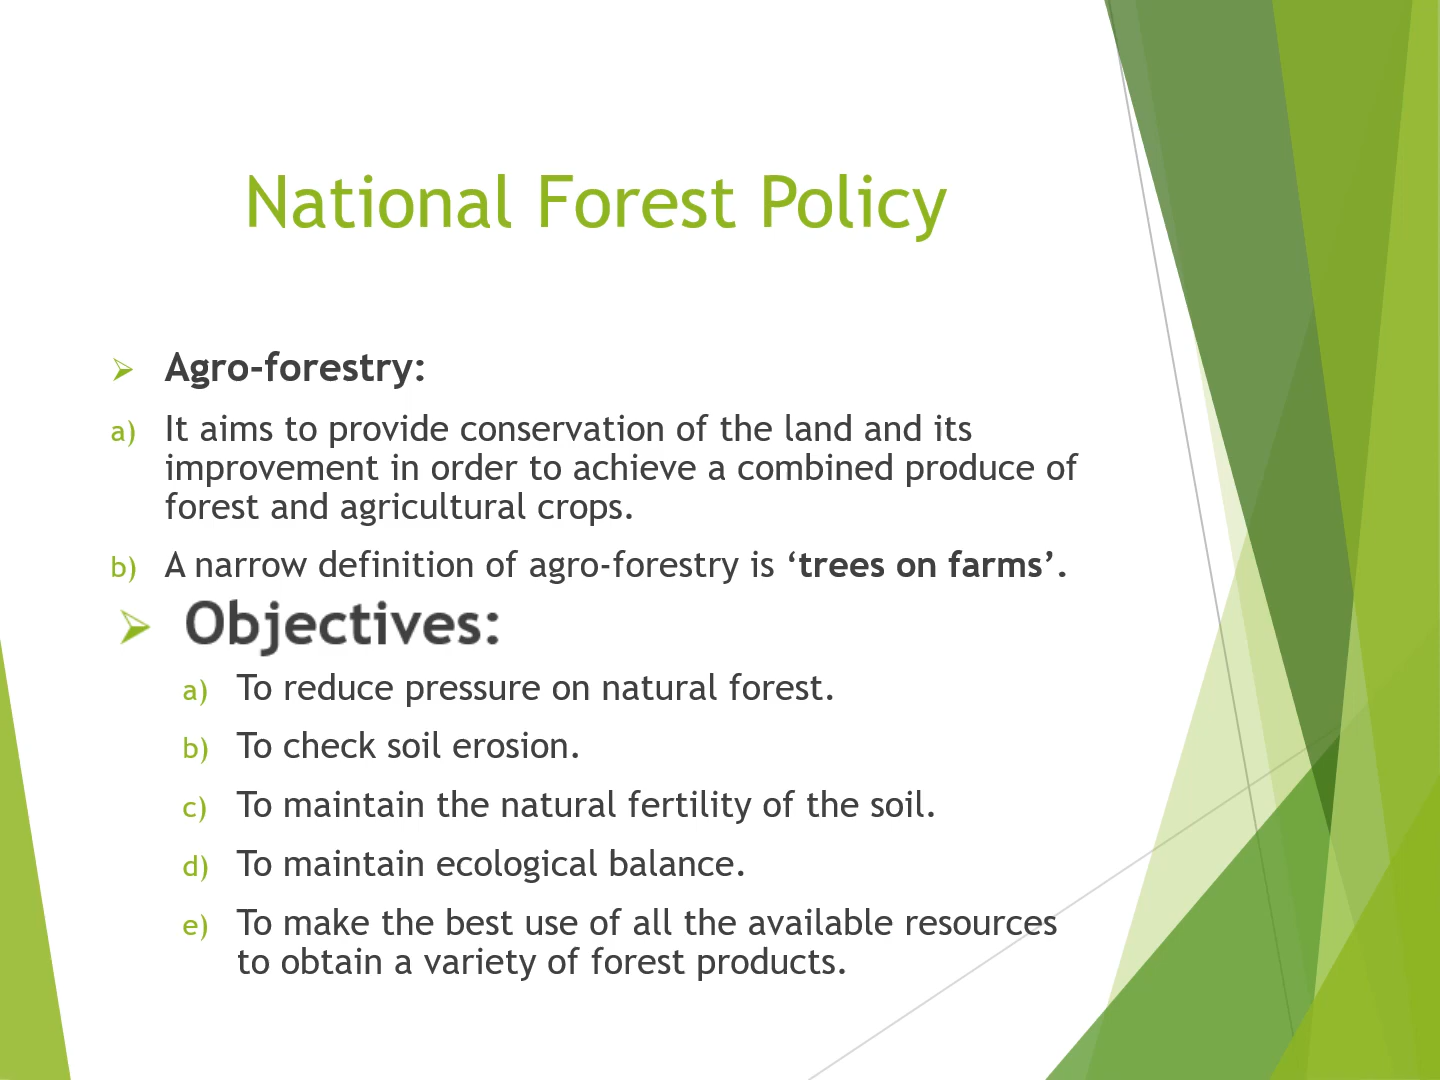 National Forest Policy
➢ Agro-forestry:
a) It aims to provide conservation of the land and its
improvement in order to achieve a combined produce of
forest and agricultural crops.
b) A narrow definition of agro-forestry is ‘trees on farms’.
➢ Objectives:
a) To reduce pressure on natural forest.
b) To check soil erosion.
c) To maintain the natural fertility of the soil.
d) To maintain ecological balance.
e) To make the best use of all the available resources
to obtain a variety of forest products.